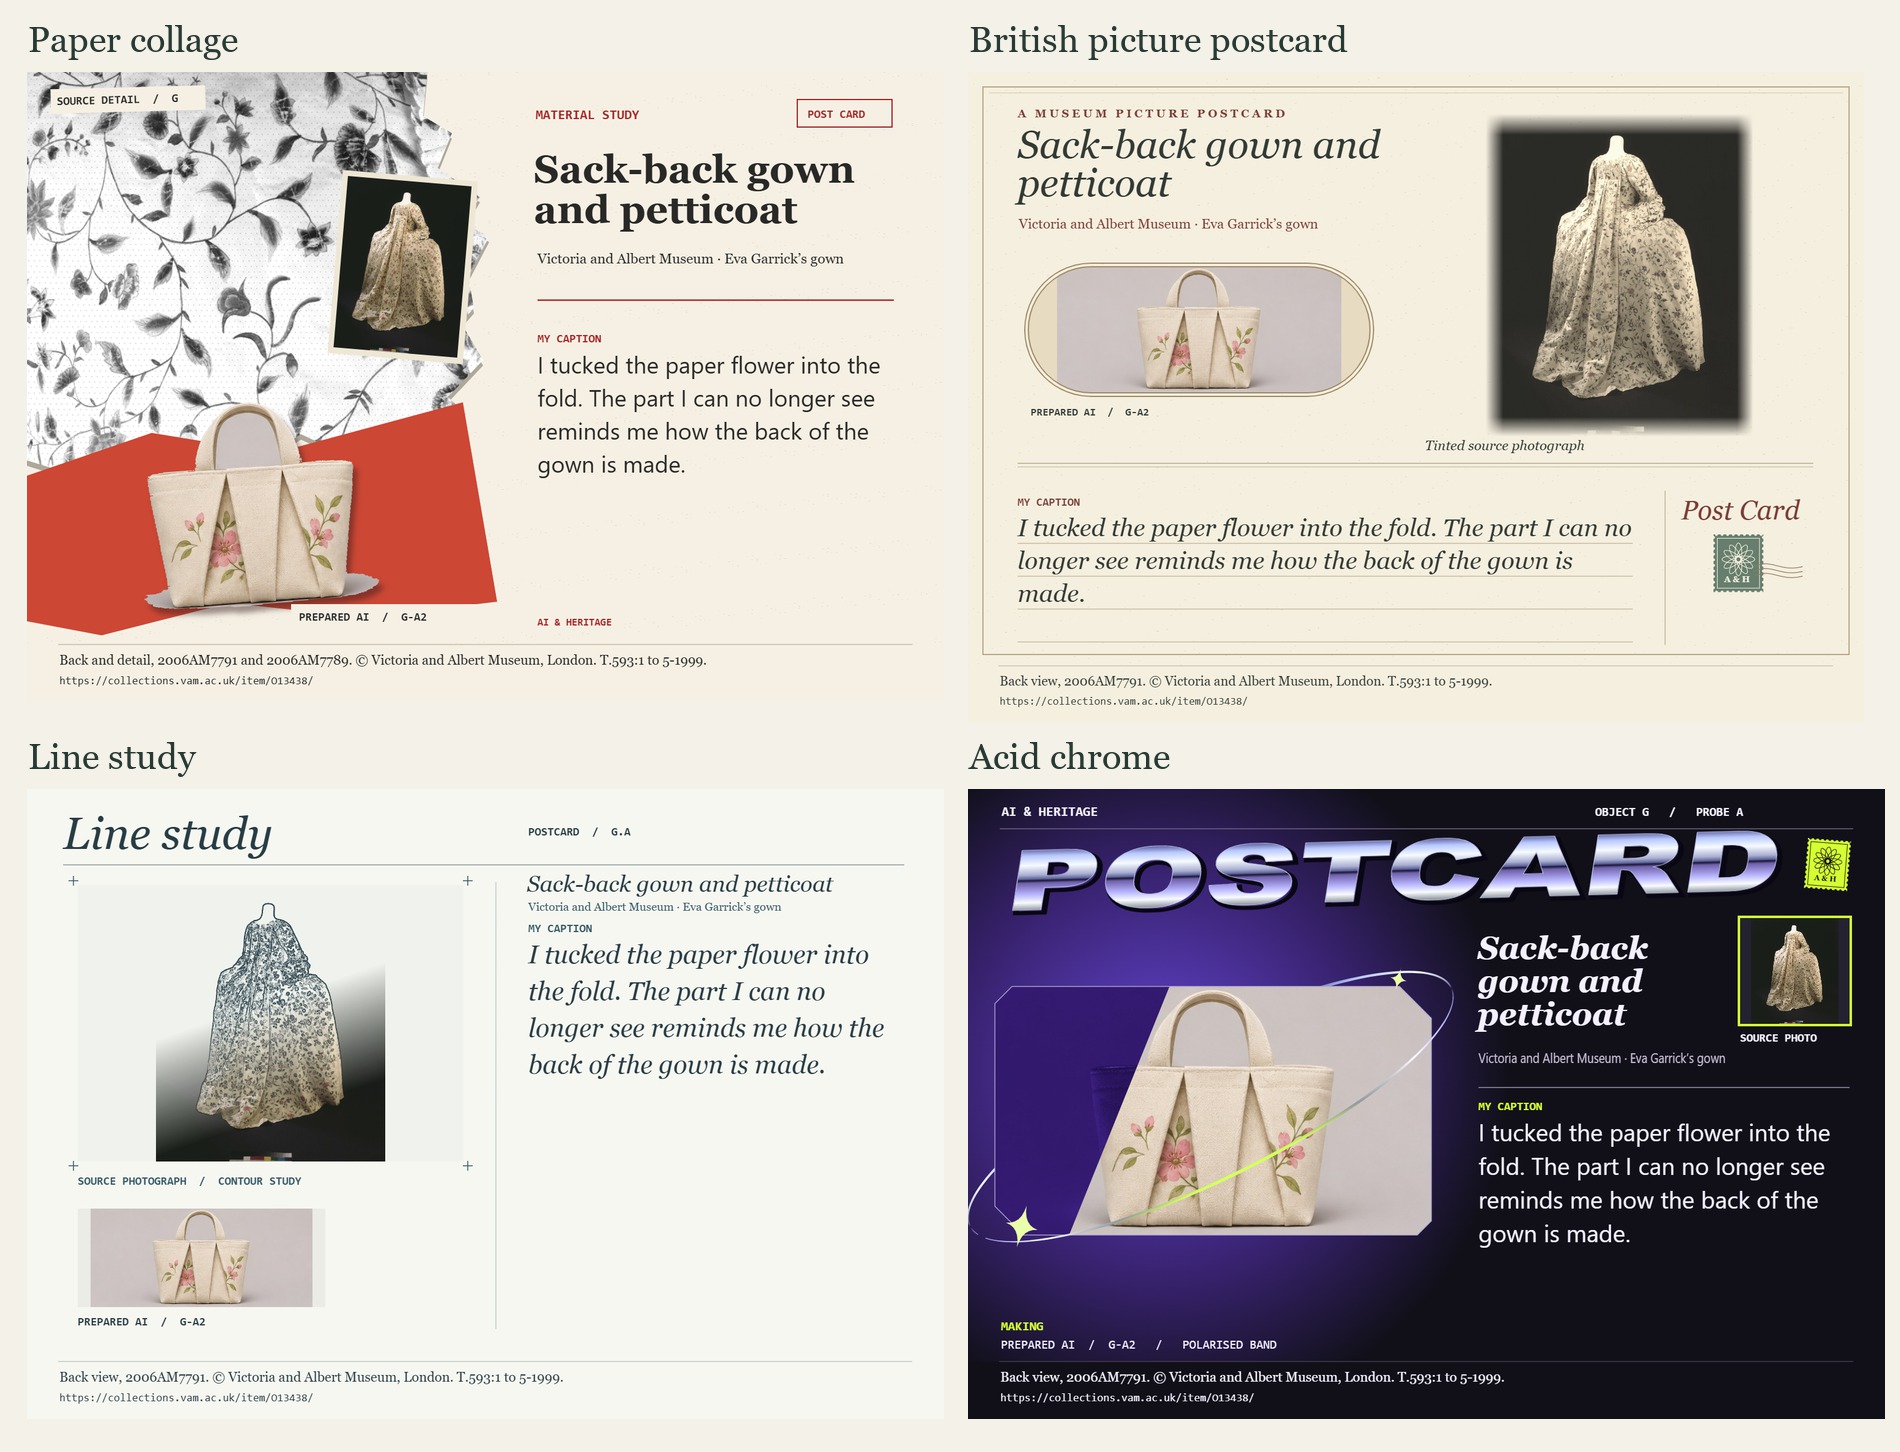 Paper collage
SOURCE DETAIL / G
MATERIAL STUDY
POST CARD
Sack-back gown
and petticoat
Victoria and Albert Museum · Eva Garrick’s gown
MY CAPTION
I tucked the paper flower into the
fold. The part I can no longer see
reminds me how the back of the
gown is made.
PREPARED AI / G-A2
AI & HERITAGE
Back and detail, 2006AM7791 and 2006AM7789. © Victoria and Albert Museum, London. T.593:1 to 5-1999.
https://collections.vam.ac.uk/item/O13438/
British picture postcard
A MUSEUM PICTURE POSTCARD
Sack-back gown and
petticoat
Victoria and Albert Museum · Eva Garrick’s gown
PREPARED AI / G-A2
Tinted source photograph
MY CAPTION
I tucked the paper flower into the fold. The part I can no
longer see reminds me how the back of the gown is
made.
Post Card
A & H
Back view, 2006AM7791. © Victoria and Albert Museum, London. T.593:1 to 5-1999.
https://collections.vam.ac.uk/item/O13438/
Line study
Line study
POSTCARD / G.A
Sack-back gown and petticoat
Victoria and Albert Museum · Eva Garrick’s gown
MY CAPTION
I tucked the paper flower into
the fold. The part I can no
longer see reminds me how the
back of the gown is made.
SOURCE PHOTOGRAPH / CONTOUR STUDY
PREPARED AI / G-A2
Back view, 2006AM7791. © Victoria and Albert Museum, London. T.593:1 to 5-1999.
https://collections.vam.ac.uk/item/O13438/
Acid chrome
AI & HERITAGE
OBJECT G / PROBE A
POSTCARD
A & H
Sack-back
gown and
petticoat
SOURCE PHOTO
Victoria and Albert Museum · Eva Garrick’s gown
MY CAPTION
I tucked the paper flower into the
fold. The part I can no longer see
reminds me how the back of the
gown is made.
MAKING
PREPARED AI / G-A2 / POLARISED BAND
Back view, 2006AM7791. © Victoria and Albert Museum, London. T.593:1 to 5-1999.
https://collections.vam.ac.uk/item/O13438/